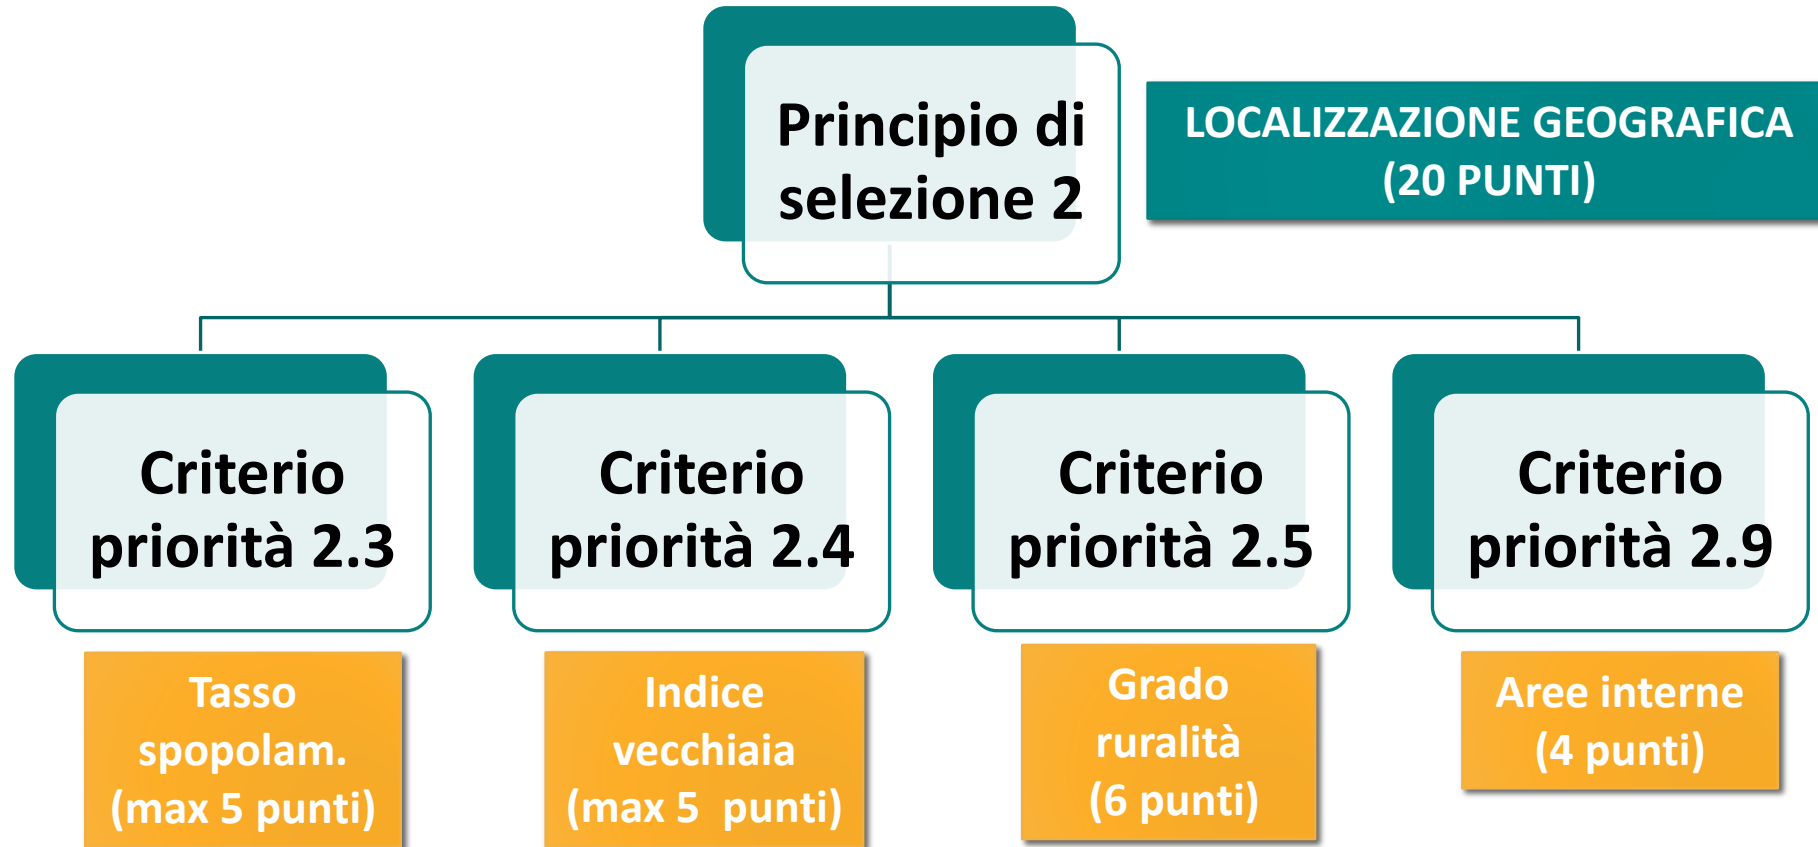 Principio di
selezione 2
LOCALIZZAZIONE GEOGRAFICA
(20 PUNTI)
Criterio
priorità 2.3
Criterio
priorità 2.4
Criterio
priorità 2.5
Criterio
priorità 2.9
Tasso
spopolam.
(max 5 punti)
Indice
vecchiaia
(max 5  punti)
Grado
ruralità
(6 punti)
Aree interne
(4 punti)